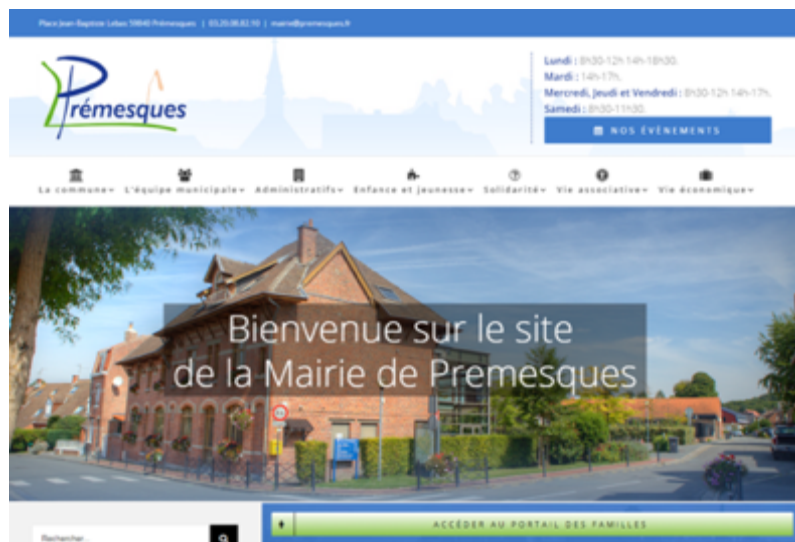 Place Jean-Baptiste Lebas 59840 Prémesques | 03.20.08.82.10 | mairie@premesques.fr
Prémesques
Lundi : 8h30-12h 14h-18h30.
Mardi : 14h-17h.
Mercredi, Jeudi et Vendredi : 8h30-12h 14h-17h.
Samedi : 8h30-11h30.
NOS ÉVÈNEMENTS
La commune L'équipe municipale Administratifs Enfance et jeunesse Solidarité Vie associative Vie économique
Bienvenue sur le site
de la Mairie de Premesques
ACCÉDER AU PORTAIL DES FAMILLES
Rechercher...